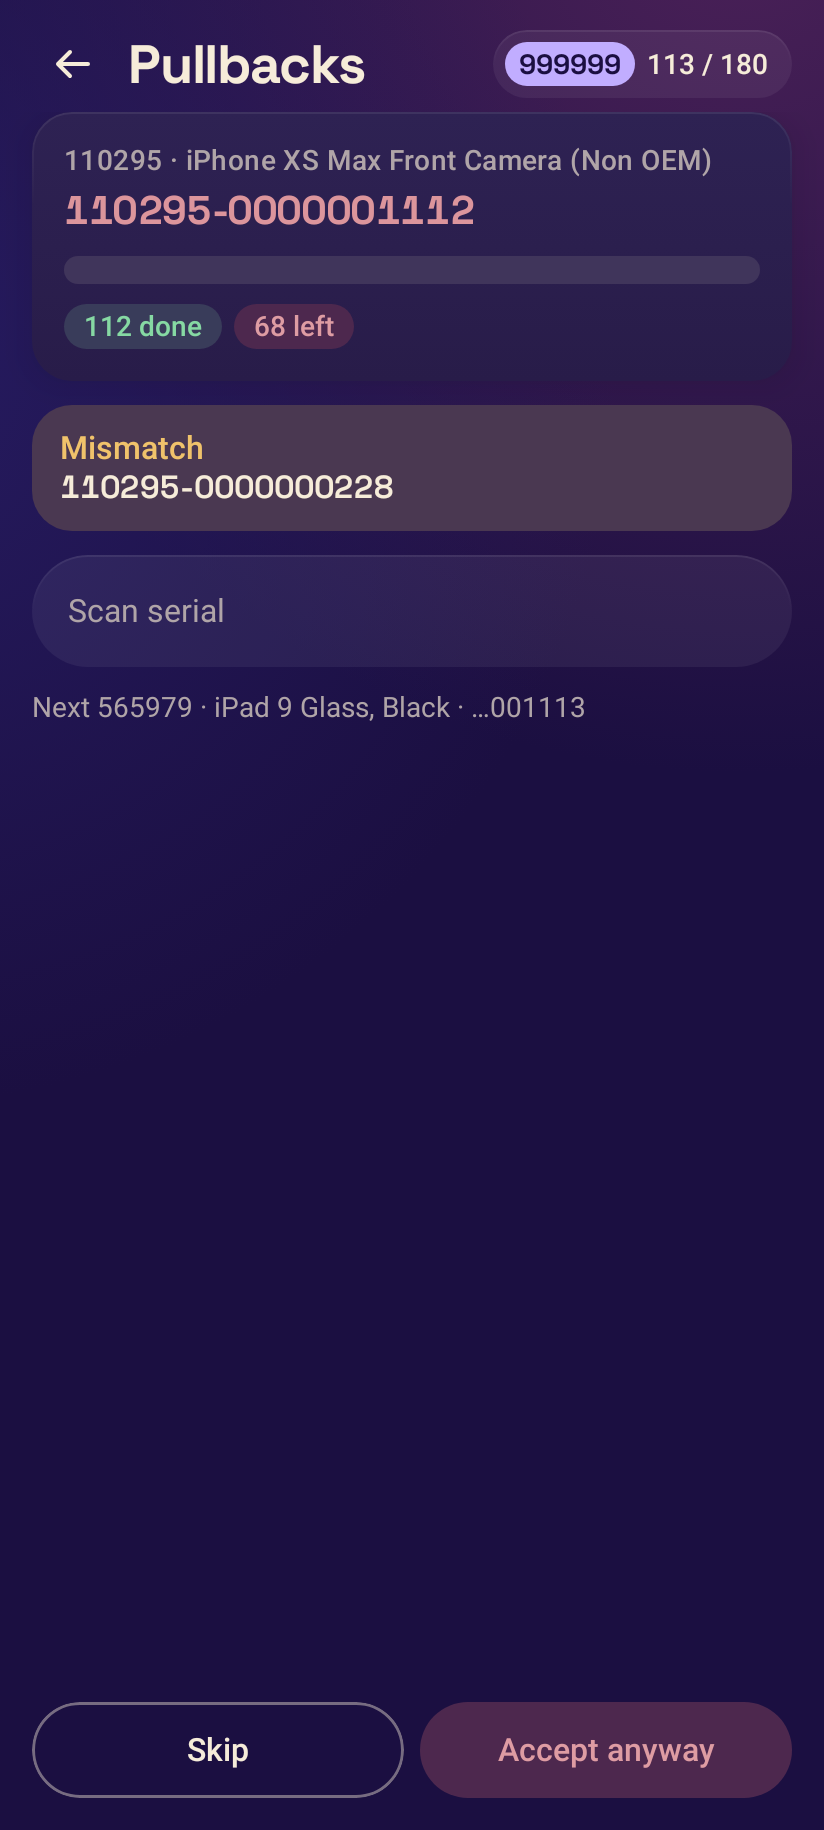 Pullbacks
999999 113 / 180
110295 · iPhone XS Max Front Camera (Non OEM)
110295-0000001112
112 done 68 left
Mismatch
110295-0000000228
Scan serial
Next 565979 · iPad 9 Glass, Black · …001113
Skip Accept anyway